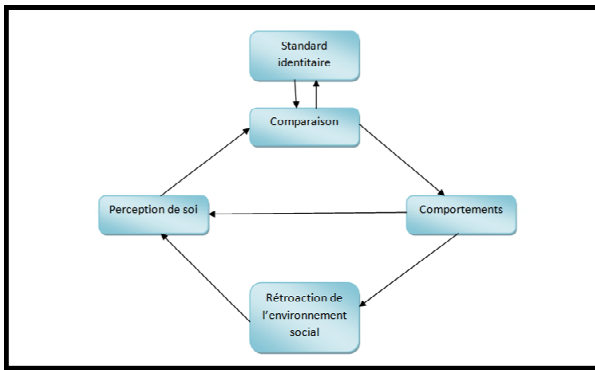 Standard
identitaire
Comparaison
Perception de soi
Comportements
Rétroaction de
l'environnement
social